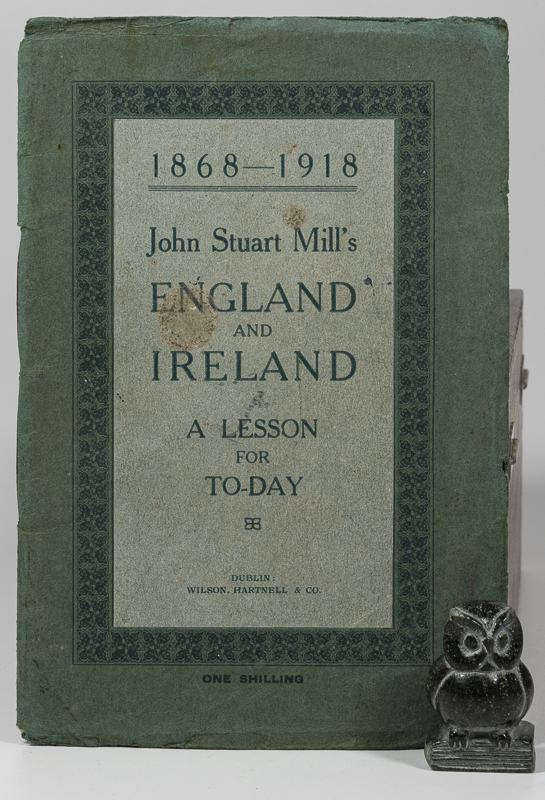 1868—1918
John Stuart Mill's
ENGLAND
AND
IRELAND
A LESSON
FOR
TO-DAY
DUBLIN:
WILSON, HARTNELL & CO.
ONE SHILLING